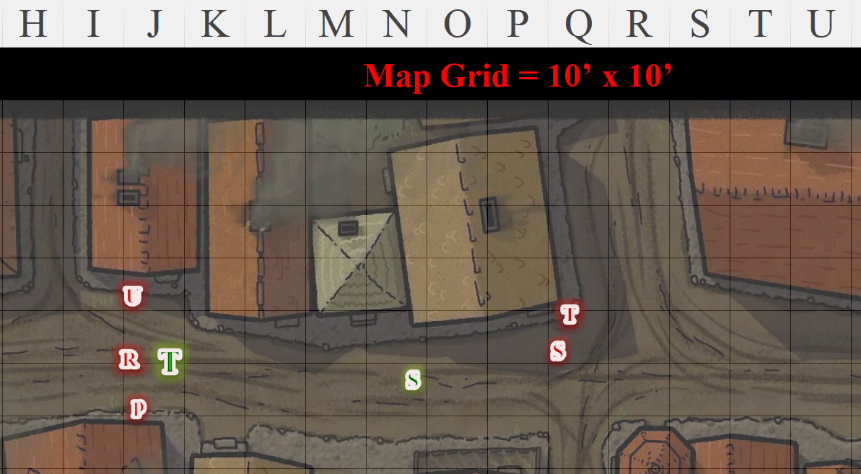 H I J K L M N O P Q R S T U
Map Grid = 10’ x 10’
U
T
S
R T
S
P